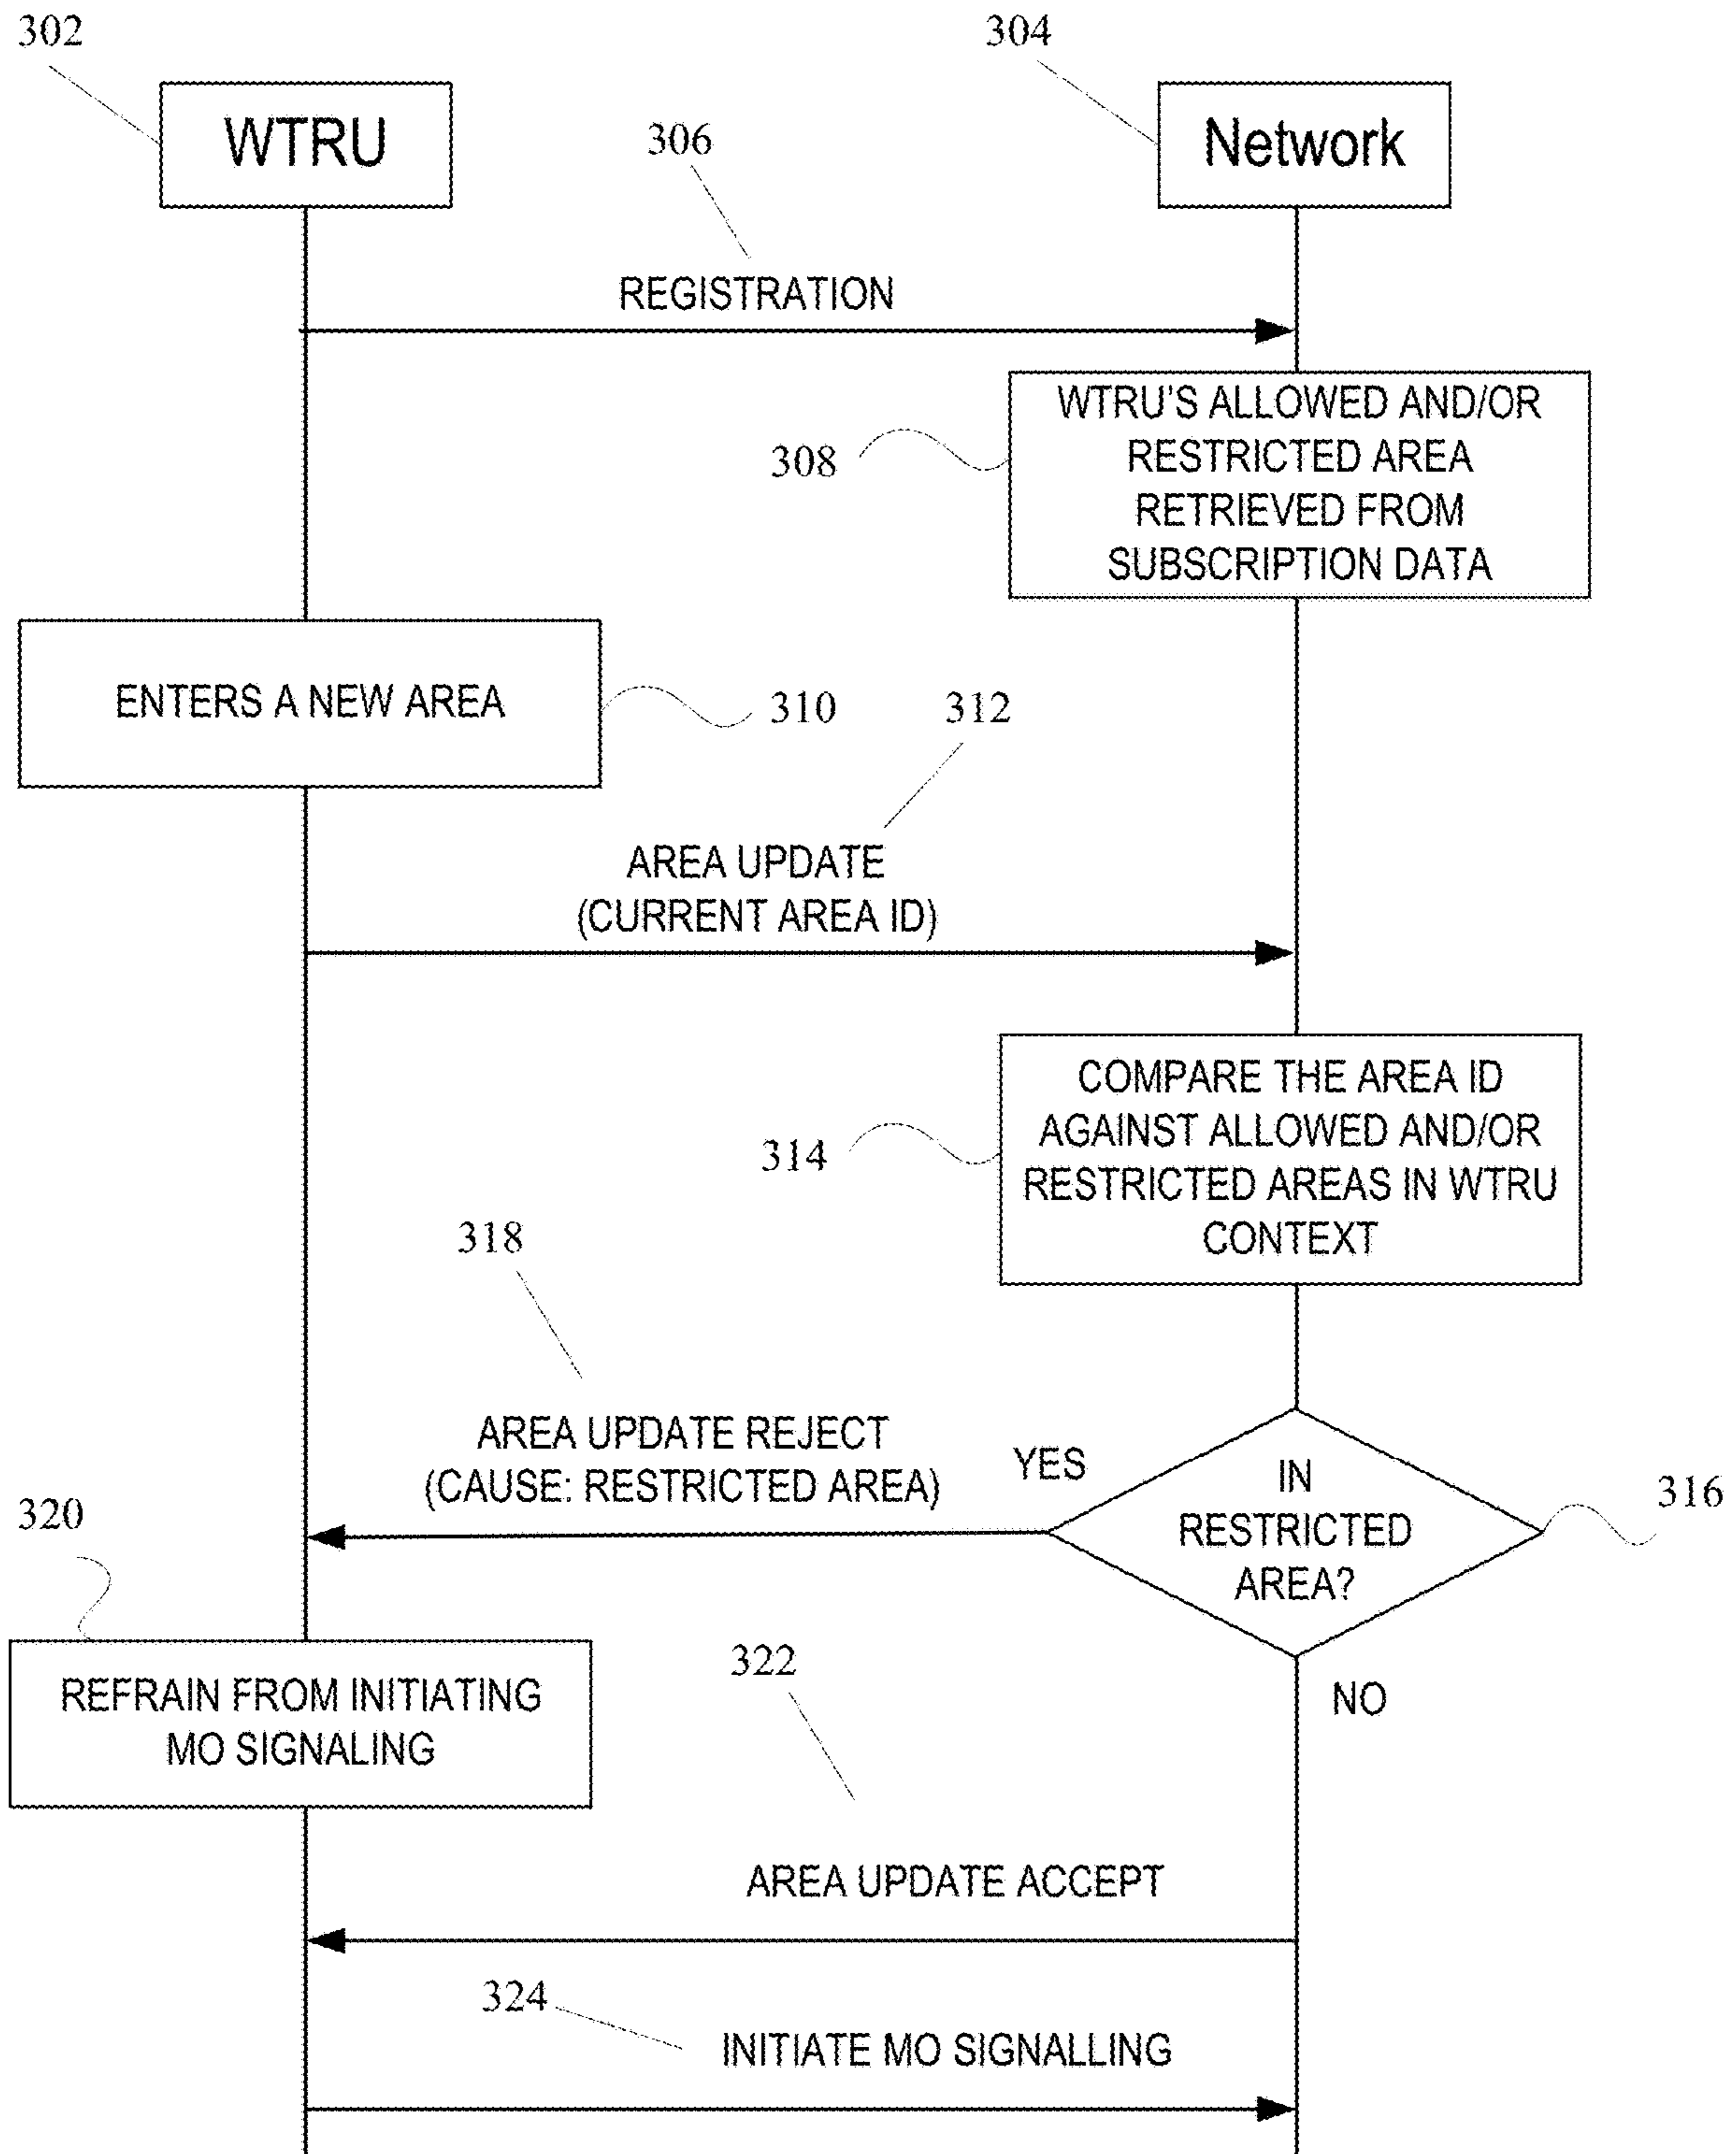 302
304
WTRU
Network
306
REGISTRATION
WTRU'S ALLOWED AND/OR
RESTRICTED AREA
RETRIEVED FROM
SUBSCRIPTION DATA
308
ENTERS A NEW AREA
310
312
AREA UPDATE
(CURRENT AREA ID)
COMPARE THE AREA ID
AGAINST ALLOWED AND/OR
RESTRICTED AREAS IN WTRU
CONTEXT
314
318
AREA UPDATE REJECT
(CAUSE: RESTRICTED AREA)
YES
IN
RESTRICTED
AREA?
316
320
REFRAIN FROM INITIATING
MO SIGNALING
322
NO
AREA UPDATE ACCEPT
324
INITIATE MO SIGNALLING